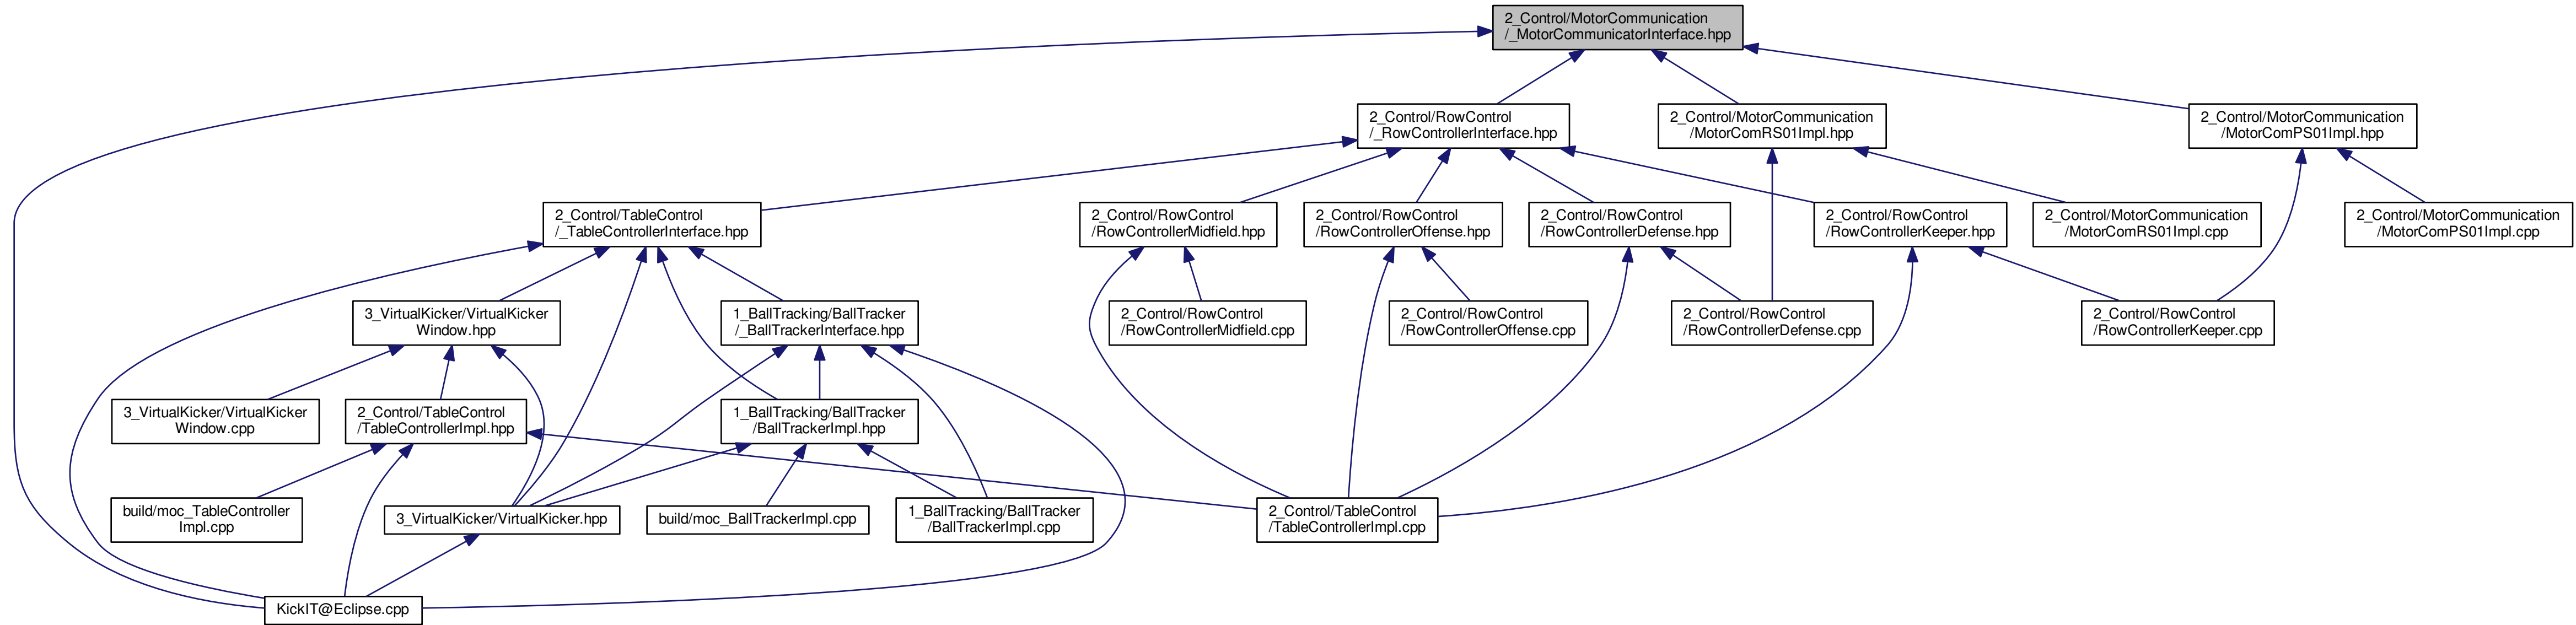 2_Control/MotorCommunication
/_MotorCommunicatorInterface.hpp
2_Control/RowControl
/_RowControllerInterface.hpp
2_Control/MotorCommunication
/MotorComRS01Impl.hpp
2_Control/MotorCommunication
/MotorComPS01Impl.hpp
2_Control/TableControl
/_TableControllerInterface.hpp
2_Control/RowControl
/RowControllerMidfield.hpp
2_Control/RowControl
/RowControllerOffense.hpp
2_Control/RowControl
/RowControllerDefense.hpp
2_Control/RowControl
/RowControllerKeeper.hpp
2_Control/MotorCommunication
/MotorComRS01Impl.cpp
2_Control/MotorCommunication
/MotorComPS01Impl.cpp
3_VirtualKicker/VirtualKicker
Window.hpp
1_BallTracking/BallTracker
/_BallTrackerInterface.hpp
2_Control/RowControl
/RowControllerMidfield.cpp
2_Control/RowControl
/RowControllerOffense.cpp
2_Control/RowControl
/RowControllerDefense.cpp
2_Control/RowControl
/RowControllerKeeper.cpp
3_VirtualKicker/VirtualKicker
Window.cpp
2_Control/TableControl
/TableControllerImpl.hpp
1_BallTracking/BallTracker
/BallTrackerImpl.hpp
build/moc_TableController
Impl.cpp
3_VirtualKicker/VirtualKicker.hpp
build/moc_BallTrackerImpl.cpp
1_BallTracking/BallTracker
/BallTrackerImpl.cpp
2_Control/TableControl
/TableControllerImpl.cpp
KickIT@Eclipse.cpp